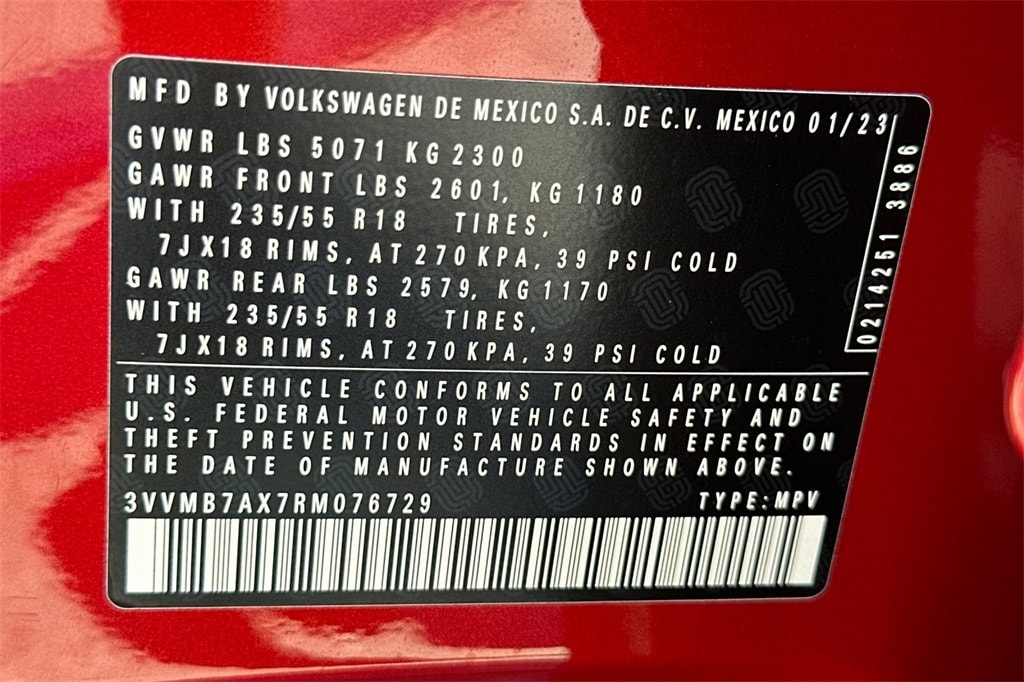 MFD BY VOLKSWAGEN DE MEXICO S.A. DE C.V. MEXICO 01/23
GVWR LBS 5071 KG 2300
GAWR FRONT LBS 2601, KG 1180
WITH 235/55 R18 TIRES,
7JX18 RIMS, AT 270 KPA, 39 PSI COLD
GAWR REAR LBS 2579, KG 1170
WITH 235/55 R18 TIRES,
7JX18 RIMS, AT 270 KPA, 39 PSI COLD
0214251 3886
THIS VEHICLE CONFORMS TO ALL APPLICABLE
U.S. FEDERAL MOTOR VEHICLE SAFETY AND
THEFT PREVENTION STANDARDS IN EFFECT ON
THE DATE OF MANUFACTURE SHOWN ABOVE.
3VVMB7AX7RM076729 TYPE:MPV